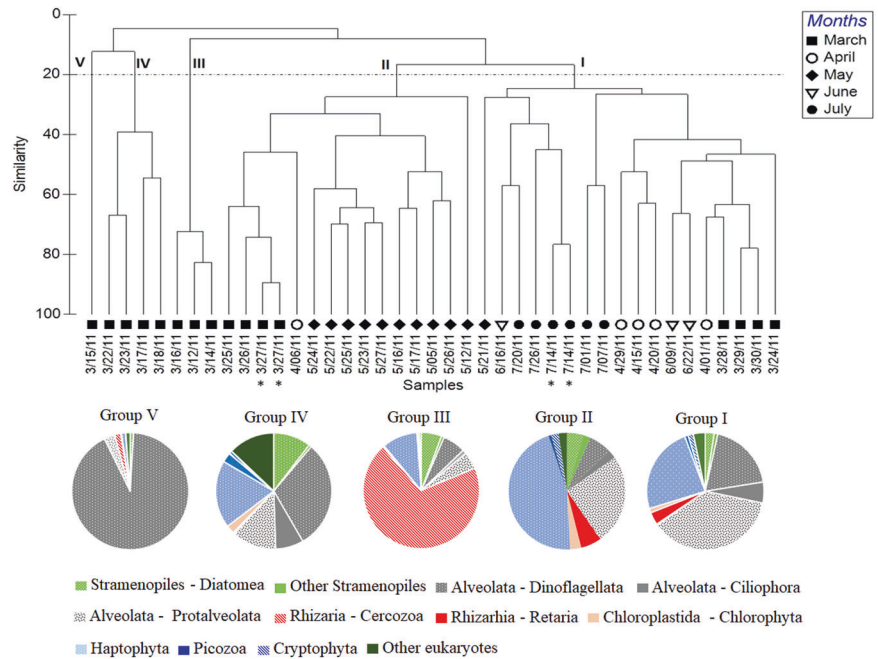 Months
March
April
May
June
July
Similarity
0
20
40
60
80
100
V
IV
III
II
I
3/15/11
3/22/11
3/23/11
3/17/11
3/18/11
3/16/11
3/12/11
3/14/11
3/25/11
3/26/11
3/27/11
3/27/11
4/06/11
5/24/11
5/22/11
5/25/11
5/23/11
5/27/11
5/16/11
5/17/11
5/05/11
5/26/11
5/12/11
5/21/11
6/16/11
7/20/11
7/26/11
7/14/11
7/14/11
7/01/11
7/07/11
4/29/11
4/15/11
4/20/11
6/09/11
6/22/11
4/01/11
3/28/11
3/29/11
3/30/11
3/24/11
* * Samples * *
Group V Group IV Group III Group II Group I
Stramenopiles - Diatomea Other Stramenopiles Alveolata - Dinoflagellata Alveolata - Ciliophora
Alveolata - Protalveolata Rhizaria - Cercozoa Rhizarhia - Retaria Chloroplastida - Chlorophyta
Haptophyta Picozoa Cryptophyta Other eukaryotes